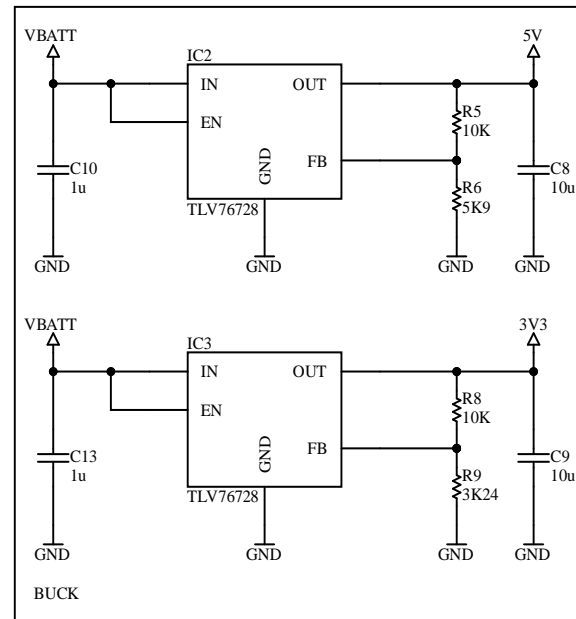 VBATT
5V
IC2
IN
OUT
R5
10K
EN
C10
1u
GND
FB
C8
10u
R6
5K9
TLV76728
GND
GND
GND
GND
VBATT
3V3
IC3
IN
OUT
R8
10K
EN
C13
1u
GND
FB
C9
10u
R9
3K24
TLV76728
GND
GND
GND
GND
BUCK